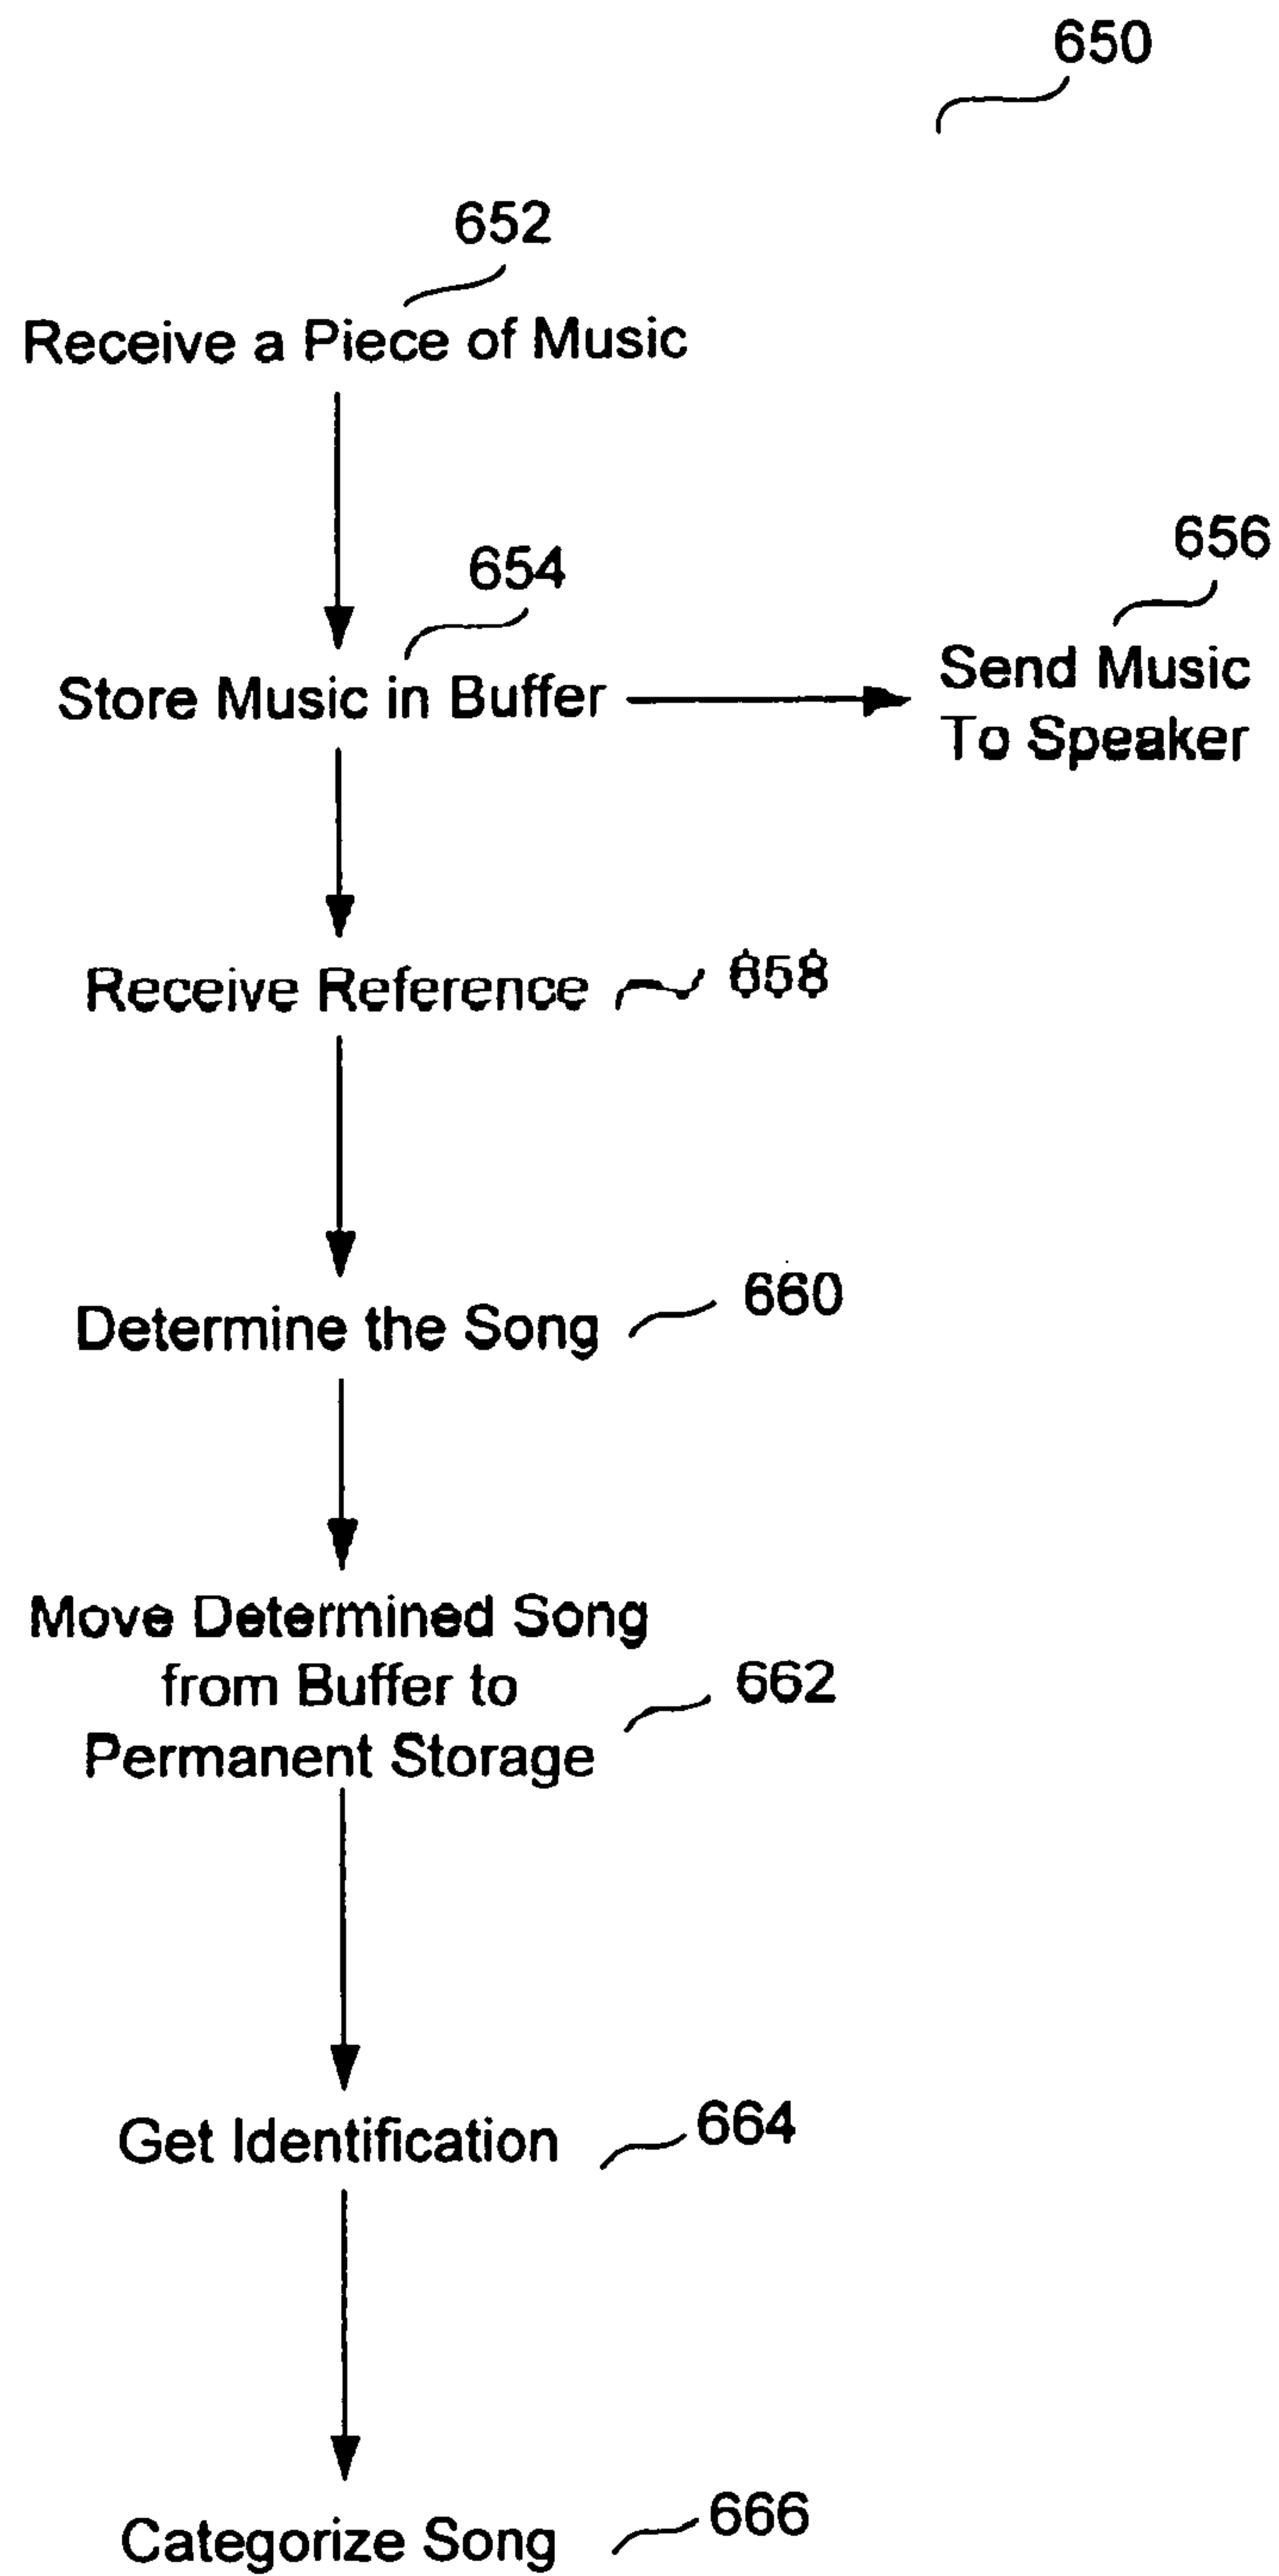 650
652
Receive a Piece of Music
654
Store Music in Buffer
656
Send Music
To Speaker
Receive Reference 658
Determine the Song 660
Move Determined Song
from Buffer to
Permanent Storage
662
Get Identification 664
Categorize Song 666